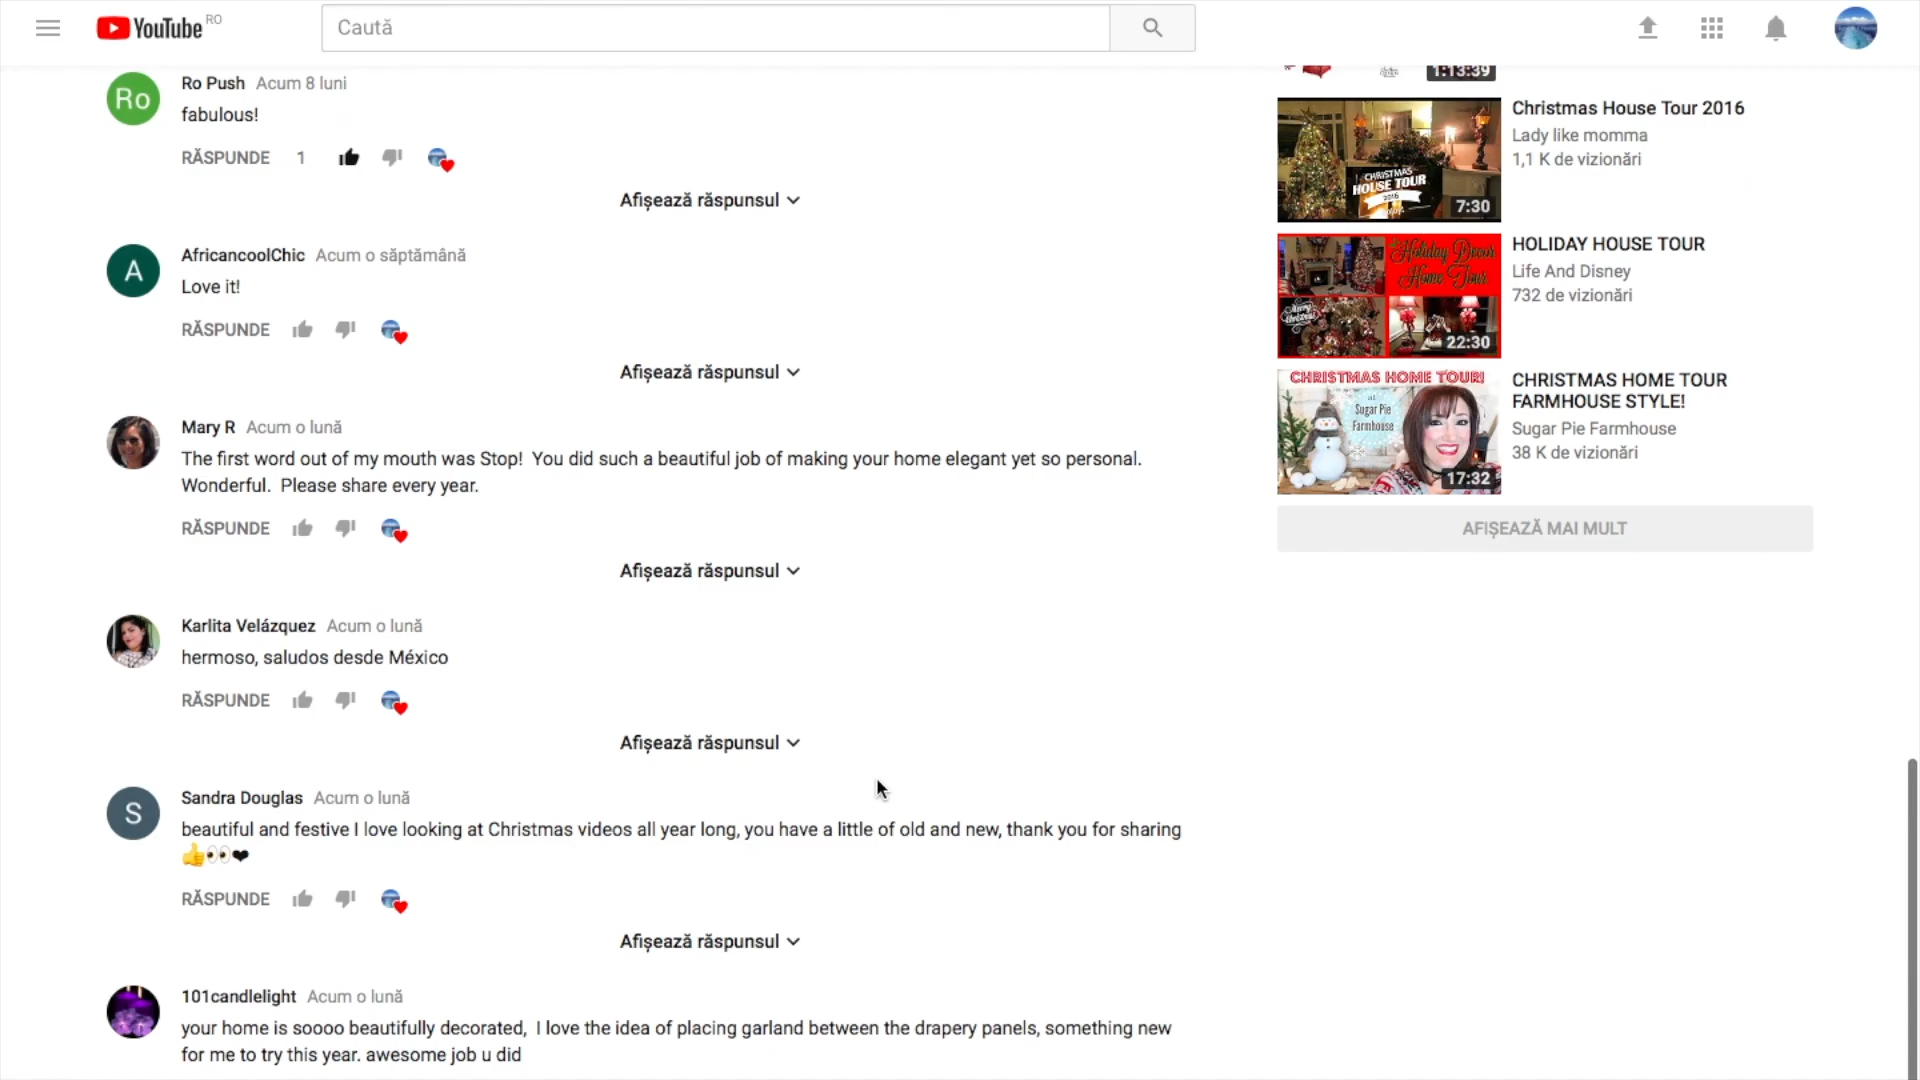 YouTube RO
Caută
Ro
Ro Push Acum 8 luni
fabulous!
RĂSPUNDE 1
Afișează răspunsul
A
AfricancoolChic Acum o săptămână
Love it!
RĂSPUNDE
Afișează răspunsul
Mary R Acum o lună
The first word out of my mouth was Stop! You did such a beautiful job of making your home elegant yet so personal.
Wonderful. Please share every year.
RĂSPUNDE
Afișează răspunsul
Karlita Velázquez Acum o lună
hermoso, saludos desde México
RĂSPUNDE
Afișează răspunsul
S
Sandra Douglas Acum o lună
beautiful and festive I love looking at Christmas videos all year long, you have a little of old and new, thank you for sharing
👍👀❤
RĂSPUNDE
Afișează răspunsul
101candlelight Acum o lună
your home is soooo beautifully decorated, I love the idea of placing garland between the drapery panels, something new
for me to try this year. awesome job u did
1:13:39
CHRISTMAS
HOUSE TOUR
2016
7:30
Christmas House Tour 2016
Lady like momma
1,1 K de vizionări
Holiday Decor
Home Tour
Merry
Christmas
22:30
HOLIDAY HOUSE TOUR
Life And Disney
732 de vizionări
CHRISTMAS HOME TOUR!
at
Sugar Pie
Farmhouse
17:32
CHRISTMAS HOME TOUR
FARMHOUSE STYLE!
Sugar Pie Farmhouse
38 K de vizionări
AFIȘEAZĂ MAI MULT